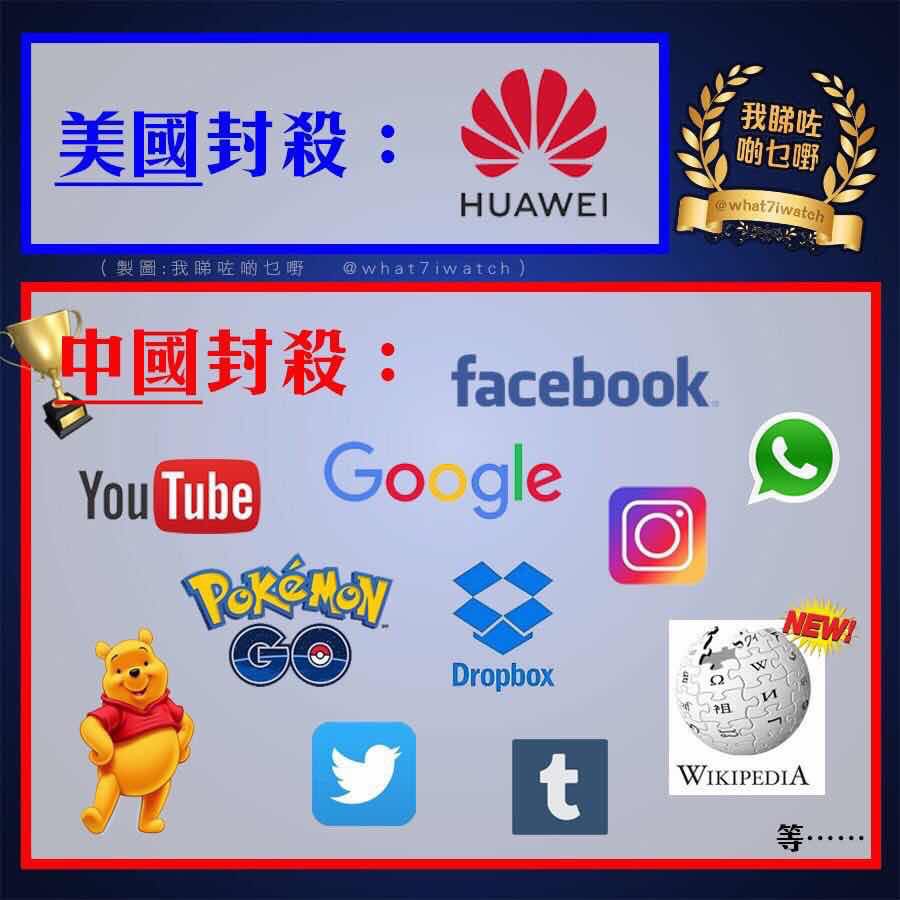 美國封殺：
HUAWEI
我睇咗
啲乜嘢
@what7iwatch
（製圖:我睇咗啲乜嘢 @what7iwatch）
中國封殺：
facebook
YouTube
Google
POKÉMON
GO
Dropbox
NEW!
Ω W И 祖
WIKIPEDIA
t
等……